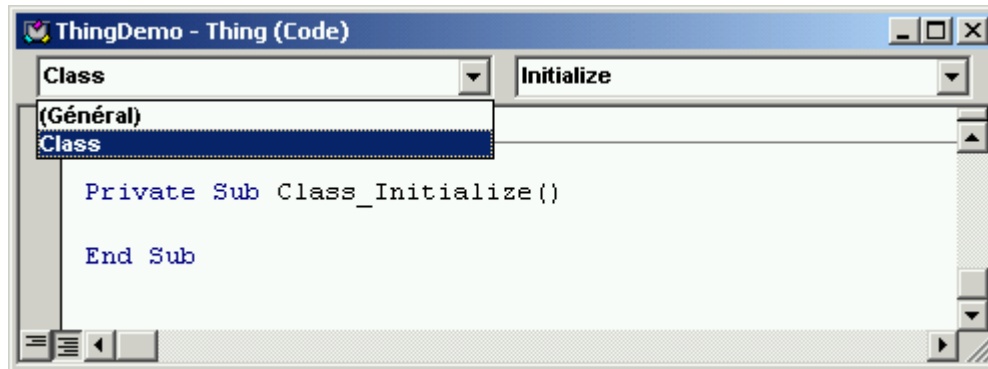 ThingDemo - Thing (Code)
Class Initialize
(Général)
Class
Private Sub Class_Initialize()
End Sub